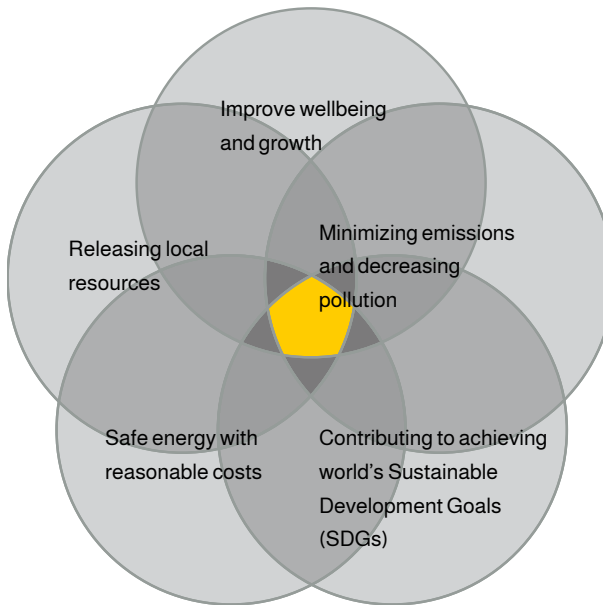 Improve wellbeing
and growth
Releasing local
resources
Minimizing emissions
and decreasing
pollution
Safe energy with
reasonable costs
Contributing to achieving
world's Sustainable
Development Goals
(SDGs)